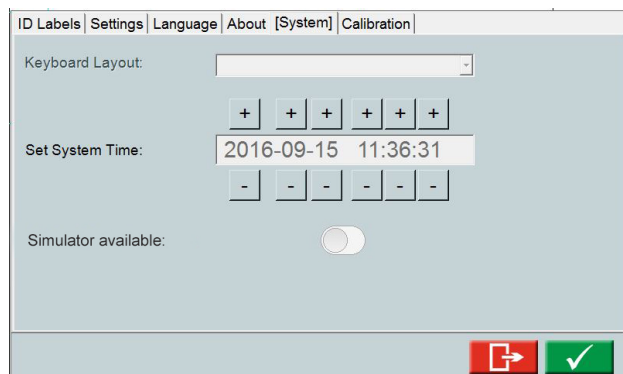 ID Labels Settings Language About [System] Calibration
Keyboard Layout:
+ + + + + +
Set System Time: 2016-09-15 11:36:31
- - - - - -
Simulator available: